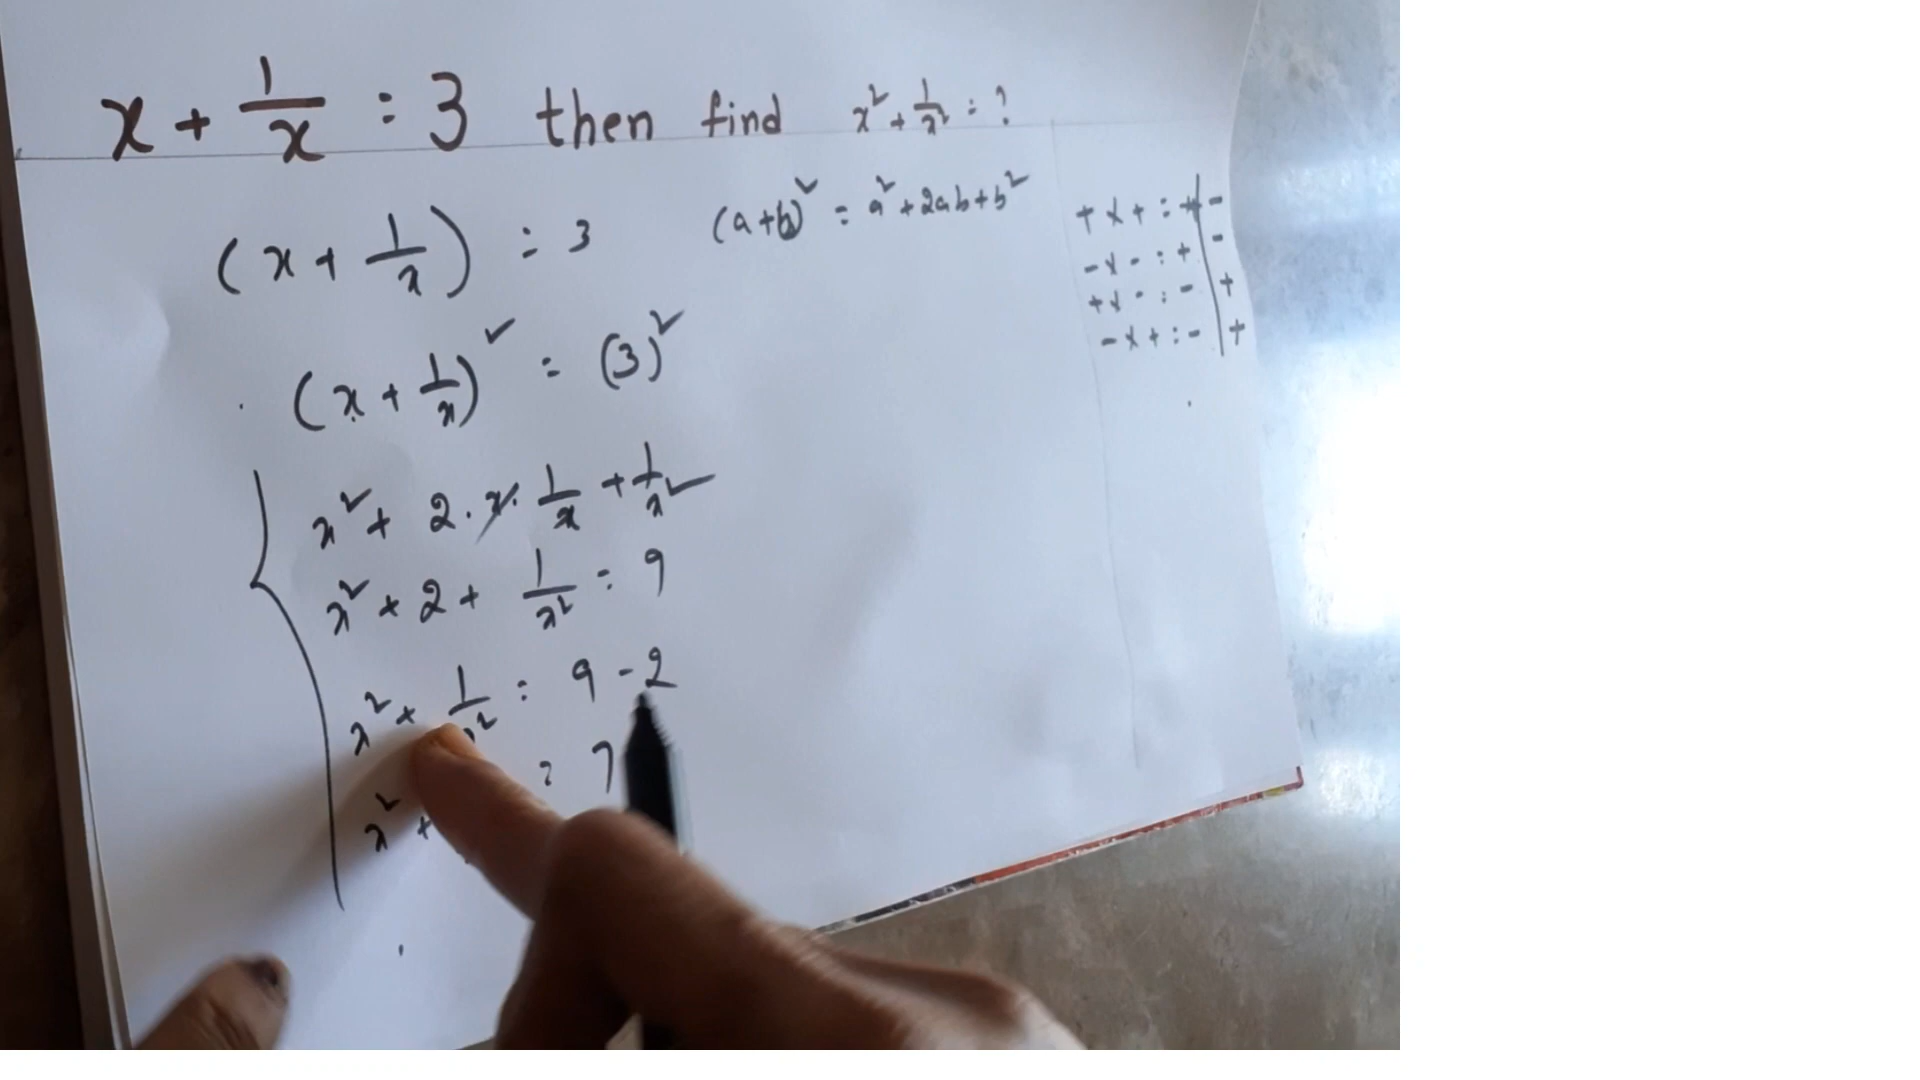 x + 1/x = 3 then find x² + 1/x² = ?
(x + 1/x) = 3
(a+b)² = a² + 2ab + b²
(x + 1/x)² = (3)²
x² + 2 . x . 1/x + 1/x²
x² + 2 + 1/x² = 9
x² + 1/x² = 9 - 2
= 7
x² +
+ x + = + | -
- x - = + | -
+ x - = - | +
- x + = - | +